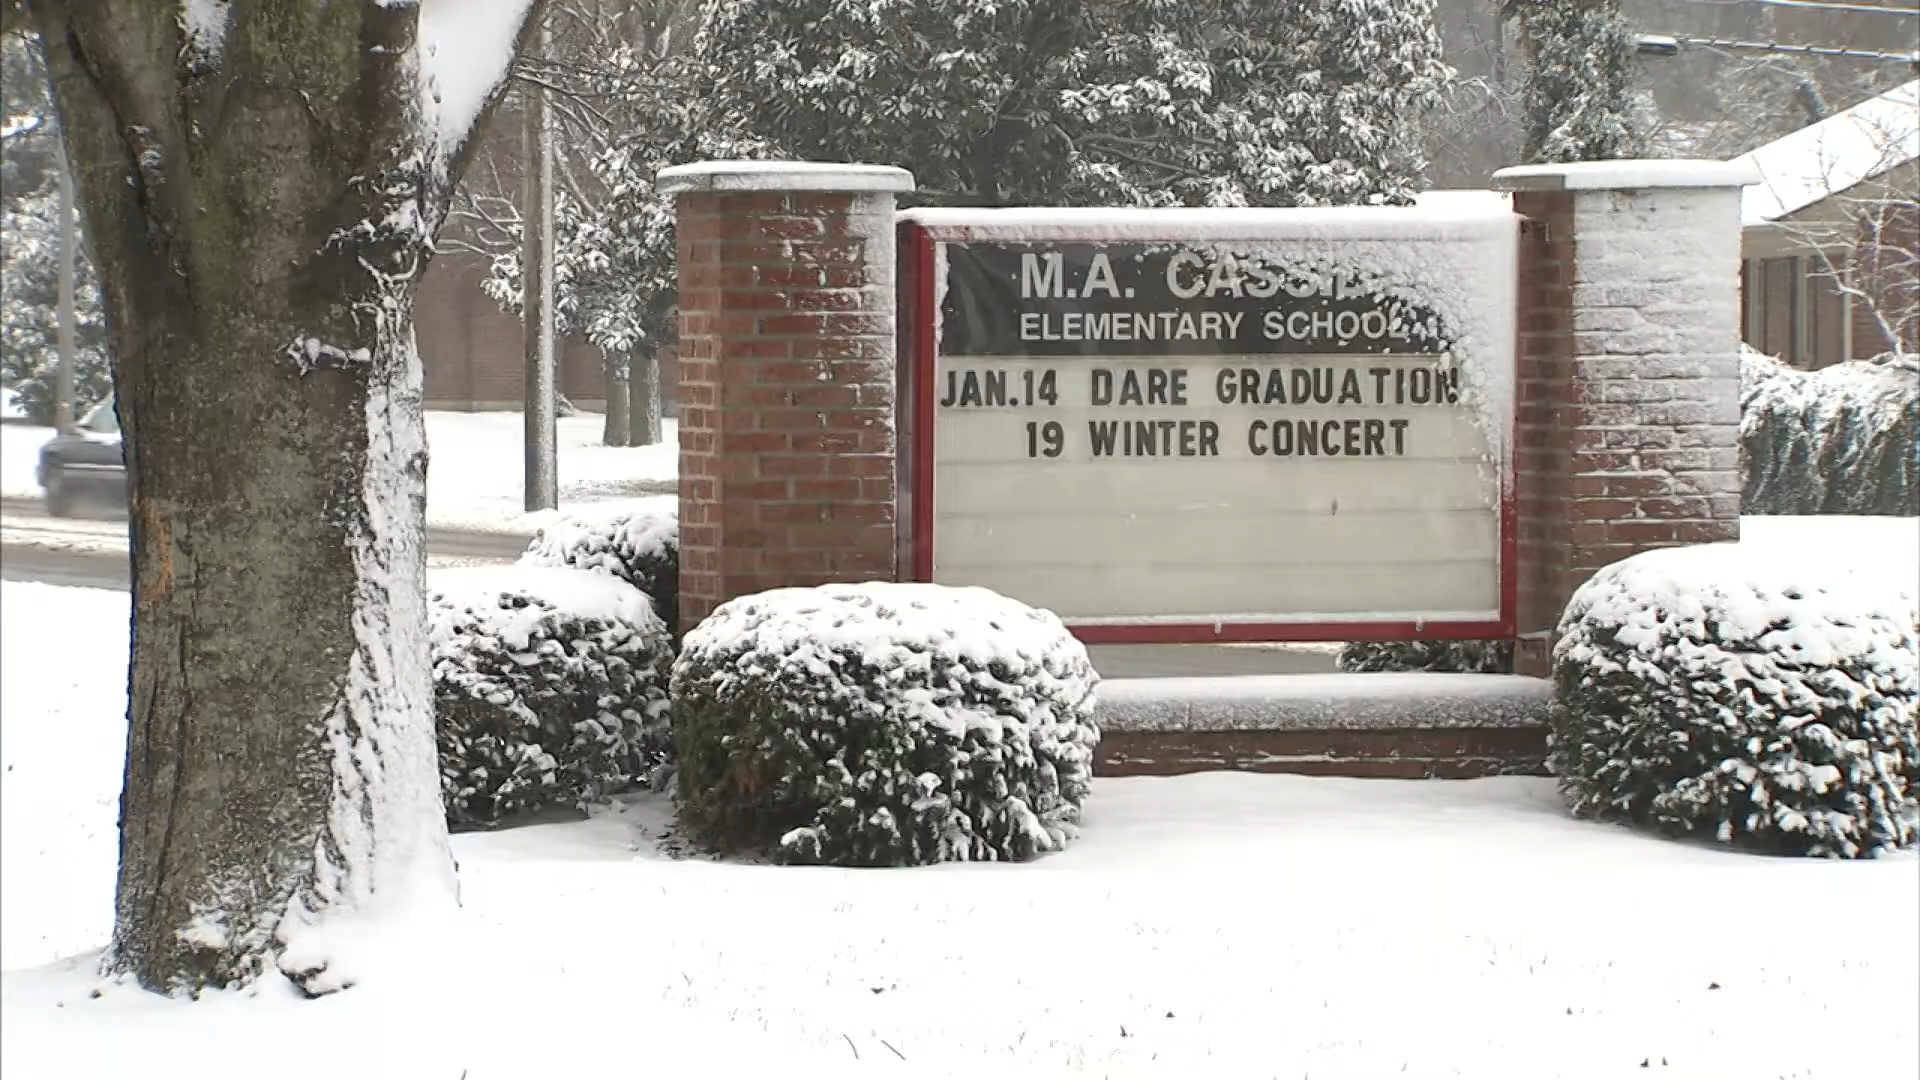 M.A.
ELEMENTARY SCHOOL
JAN.14 DARE GRADUATION
19 WINTER CONCERT